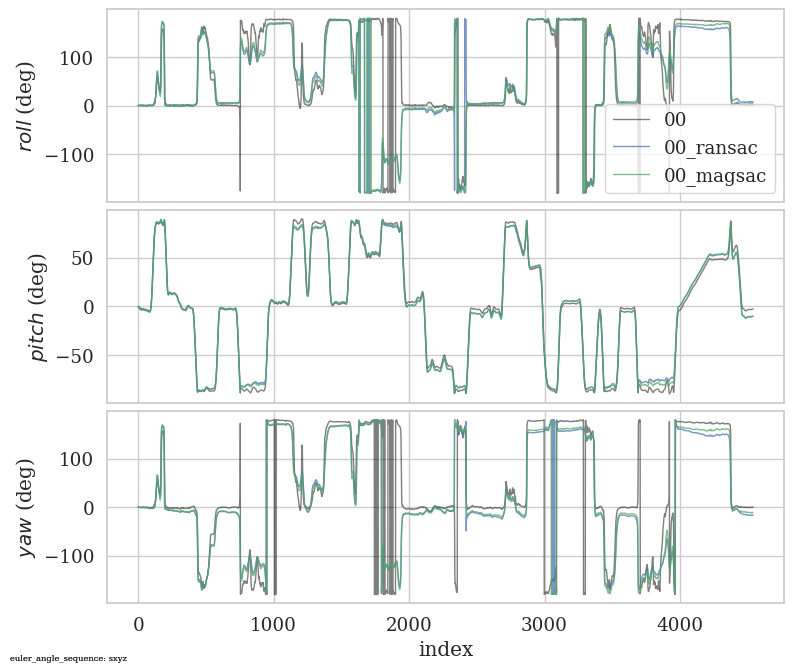 100
0
−100
roll (deg)
00
00_ransac
00_magsac
50
0
−50
pitch (deg)
100
0
−100
yaw (deg)
0
1000
2000
3000
4000
index
euler_angle_sequence: sxyz